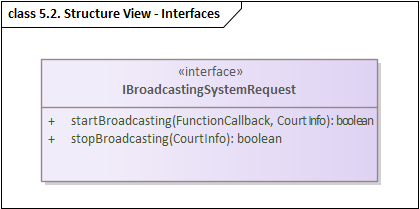 class 5.2. Structure View - Interfaces
«interface»
IBroadcastingSystemRequest
+ startBroadcasting(FunctionCallback, CourtInfo): boolean
+ stopBroadcasting(CourtInfo): boolean